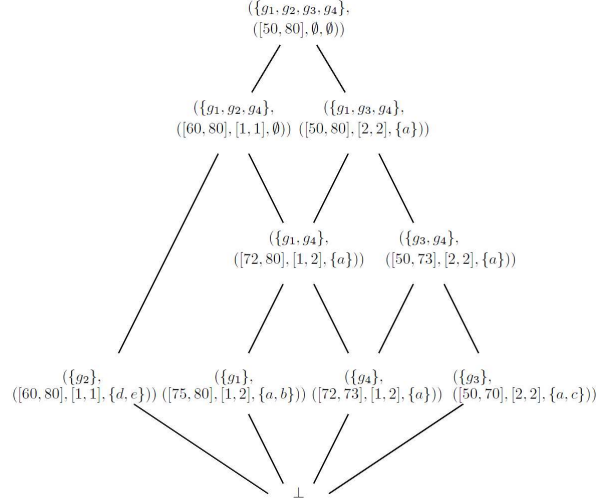 ({g₁, g₂, g₃, g₄},
([50, 80], ∅, ∅))
({g₁, g₂, g₄},
([60, 80], [1, 1], ∅))
({g₁, g₃, g₄},
([50, 80], [2, 2], {a}))
({g₁, g₄},
([72, 80], [1, 2], {a}))
({g₃, g₄},
([50, 73], [2, 2], {a}))
({g₂},
([60, 80], [1, 1], {d, e}))
({g₁},
([75, 80], [1, 2], {a, b}))
({g₄},
([72, 73], [1, 2], {a}))
({g₃},
([50, 70], [2, 2], {a, c}))
⊥